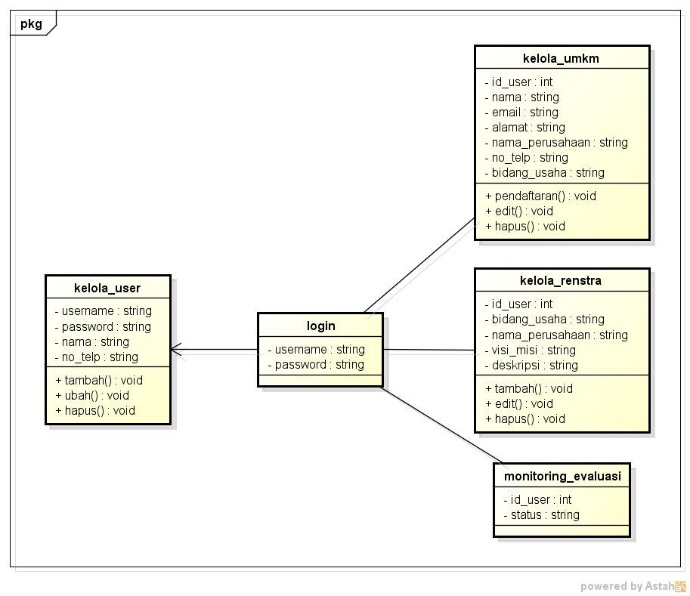 pkg
kelola_umkm
- id_user : int
- nama : string
- email : string
- alamat : string
- nama_perusahaan : string
- no_telp : string
- bidang_usaha : string
+ pendaftaran() : void
+ edit() : void
+ hapus() : void
kelola_user
- username : string
- password : string
- nama : string
- no_telp : string
+ tambah() : void
+ ubah() : void
+ hapus() : void
login
- username : string
- password : string
kelola_renstra
- id_user : int
- bidang_usaha : string
- nama_perusahaan : string
- visi_misi : string
- deskripsi : string
+ tambah() : void
+ edit() : void
+ hapus() : void
monitoring_evaluasi
- id_user : int
- status : string
powered by Astah